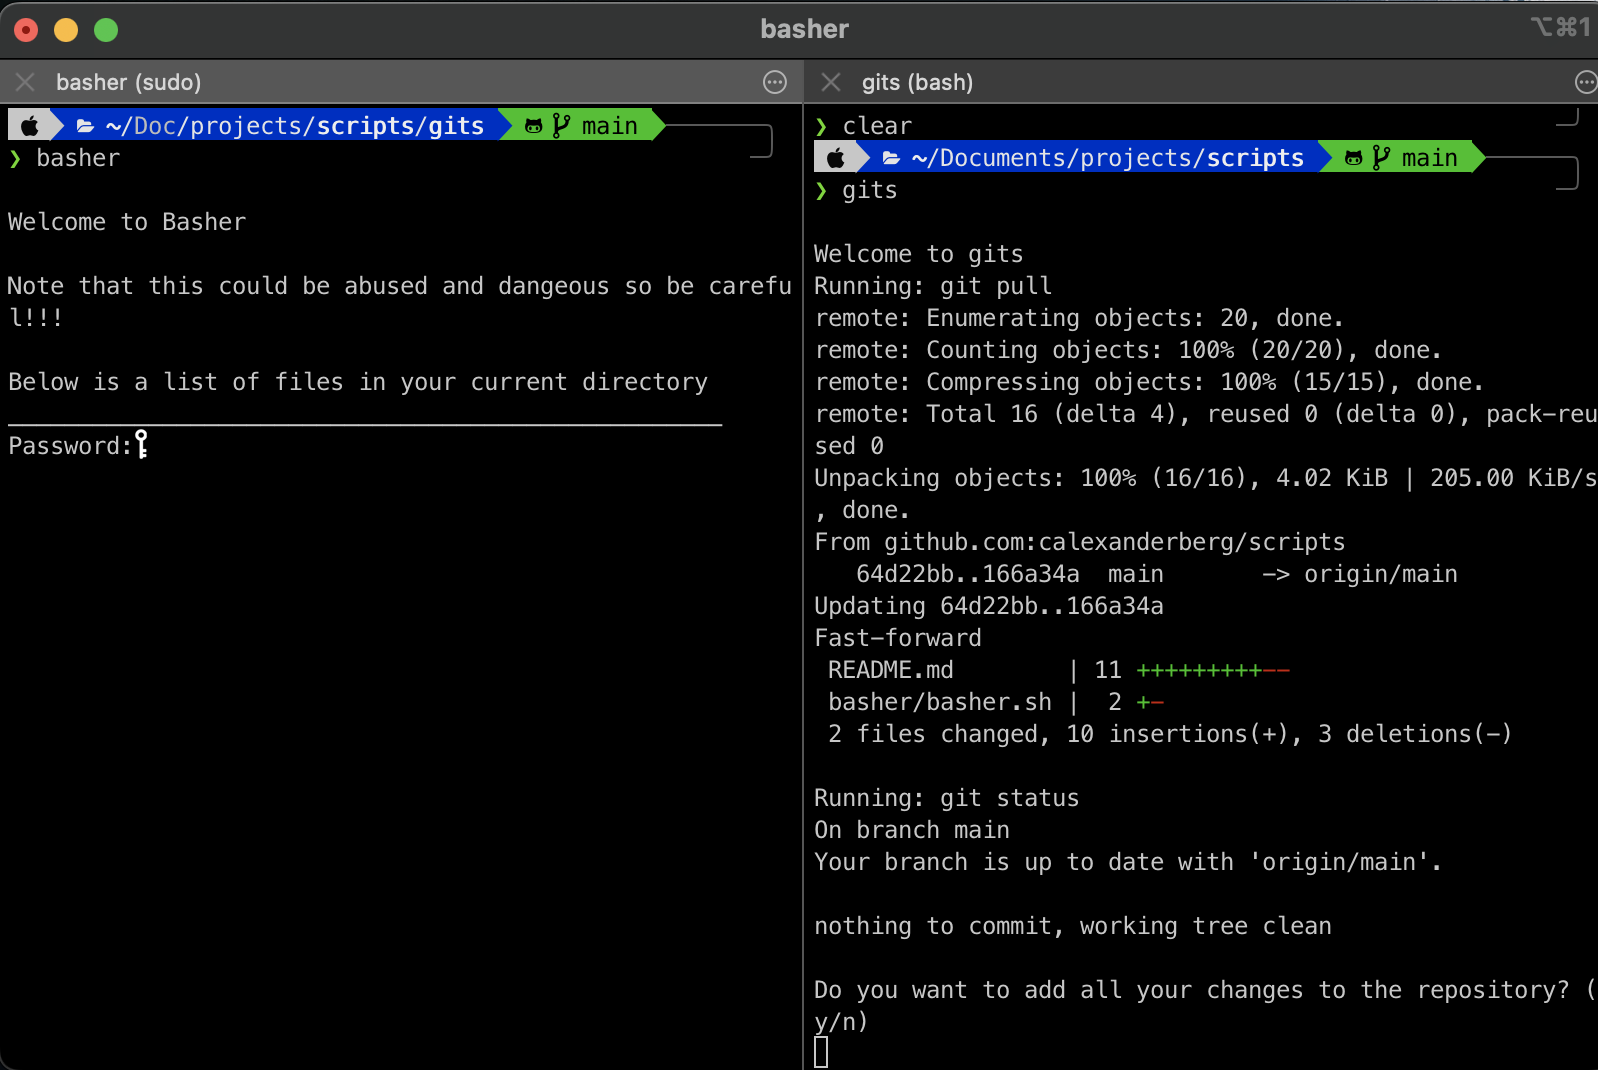 basher
⌥⌘1
basher (sudo)
~/Doc/projects/scripts/gits main
❯ basher
Welcome to Basher
Note that this could be abused and dangeous so be carefu
l!!!
Below is a list of files in your current directory
Password:
gits (bash)
❯ clear
~/Documents/projects/scripts main
❯ gits
Welcome to gits
Running: git pull
remote: Enumerating objects: 20, done.
remote: Counting objects: 100% (20/20), done.
remote: Compressing objects: 100% (15/15), done.
remote: Total 16 (delta 4), reused 0 (delta 0), pack-reu
sed 0
Unpacking objects: 100% (16/16), 4.02 KiB | 205.00 KiB/s
, done.
From github.com:calexanderberg/scripts
64d22bb..166a34a main -> origin/main
Updating 64d22bb..166a34a
Fast-forward
README.md | 11 +++++++++--
basher/basher.sh | 2 +-
2 files changed, 10 insertions(+), 3 deletions(-)
Running: git status
On branch main
Your branch is up to date with 'origin/main'.
nothing to commit, working tree clean
Do you want to add all your changes to the repository? (
y/n)